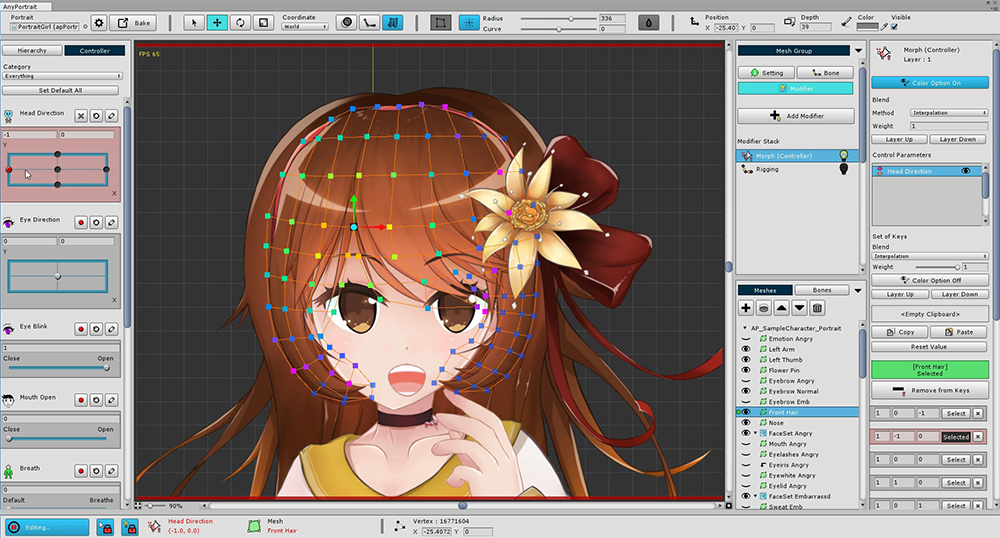 AnyPortrait
Portrait
PortraitGirl (apPortr
Bake
Coordinate
World
Radius
336
Curve
0
Position
X -25.407 Y 0
Depth
39
Color
Visible
Hierarchy
Controller
Category
Everything
Set Default All
Head Direction
-1 0
Y
X
Eye Direction
0 0
Y
X
Eye Blink
1
Close Open
Mouth Open
0
Close Open
Breath
0
Default Breathe
FPS 65
90%
Mesh Group
Setting
Bone
Modifier
Add Modifier
Modifier Stack
Morph (Controller)
Rigging
Meshes
Bones
AP_SampleCharacter_Portrait
Emotion Angry
Left Arm
Left Thumb
Flower Pin
Eyebrow Angry
Eyebrow Normal
Eyebrow Emb
Front Hair
Nose
FaceSet Angry
Mouth Angry
Eyelashes Angry
Eyeiris Angry
Eyewhite Angry
Eyelid Angry
FaceSet Embarrassd
Sweat Emb
Morph (Controller)
Layer : 1
Color Option On
Blend
Method Interpolation
Weight 1
Layer Up
Layer Down
Control Parameters
Head Direction
Set of Keys
Blend
Interpolation
Weight 1
Color Option Off
Layer Up
Layer Down
<Empty Clipboard>
Copy
Paste
Reset Value
[Front Hair]
Selected
Remove from Keys
1 0 -1 Select
1 -1 0 Selected
1 0 0 Select
1 1 0 Select
1 0 1 Select
Editing...
Head Direction
(-1.0, 0.0)
Mesh
Front Hair
Vertex : 16771604
X -25.4072 Y 0